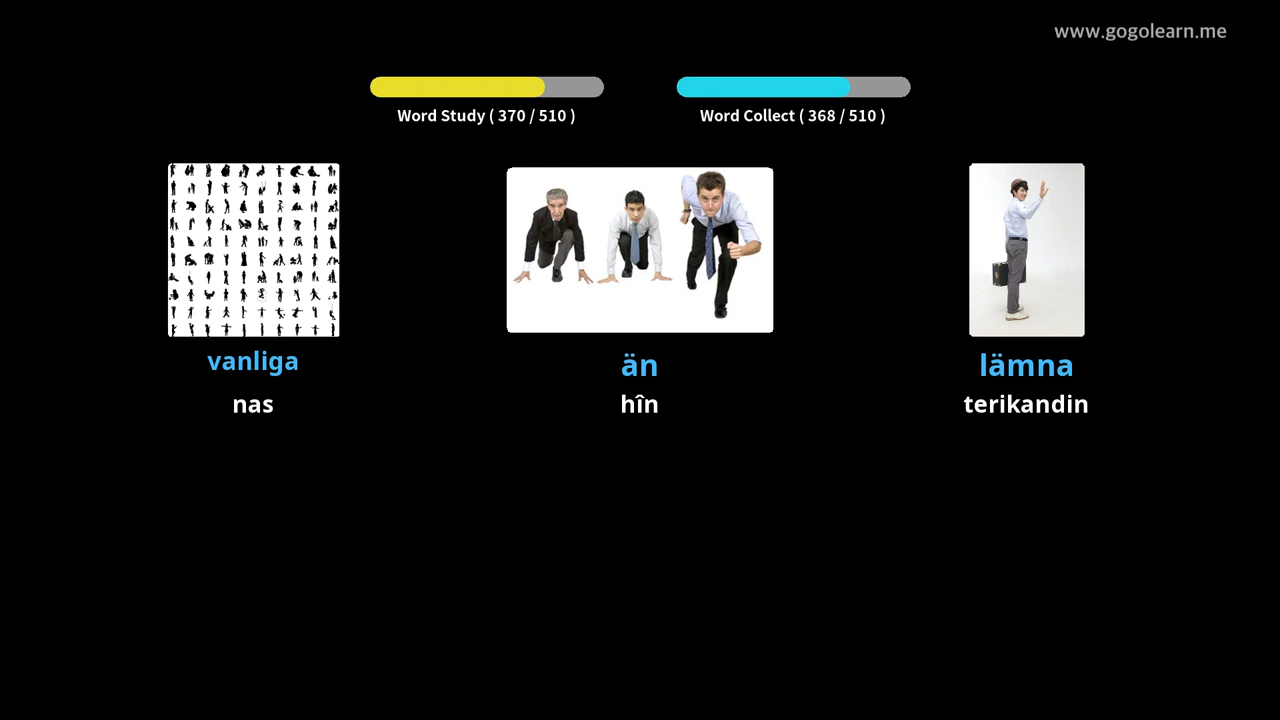 www.gogolearn.me
Word Study ( 370 / 510 )
Word Collect ( 368 / 510 )
vanliga
nas
än
hîn
lämna
terikandin